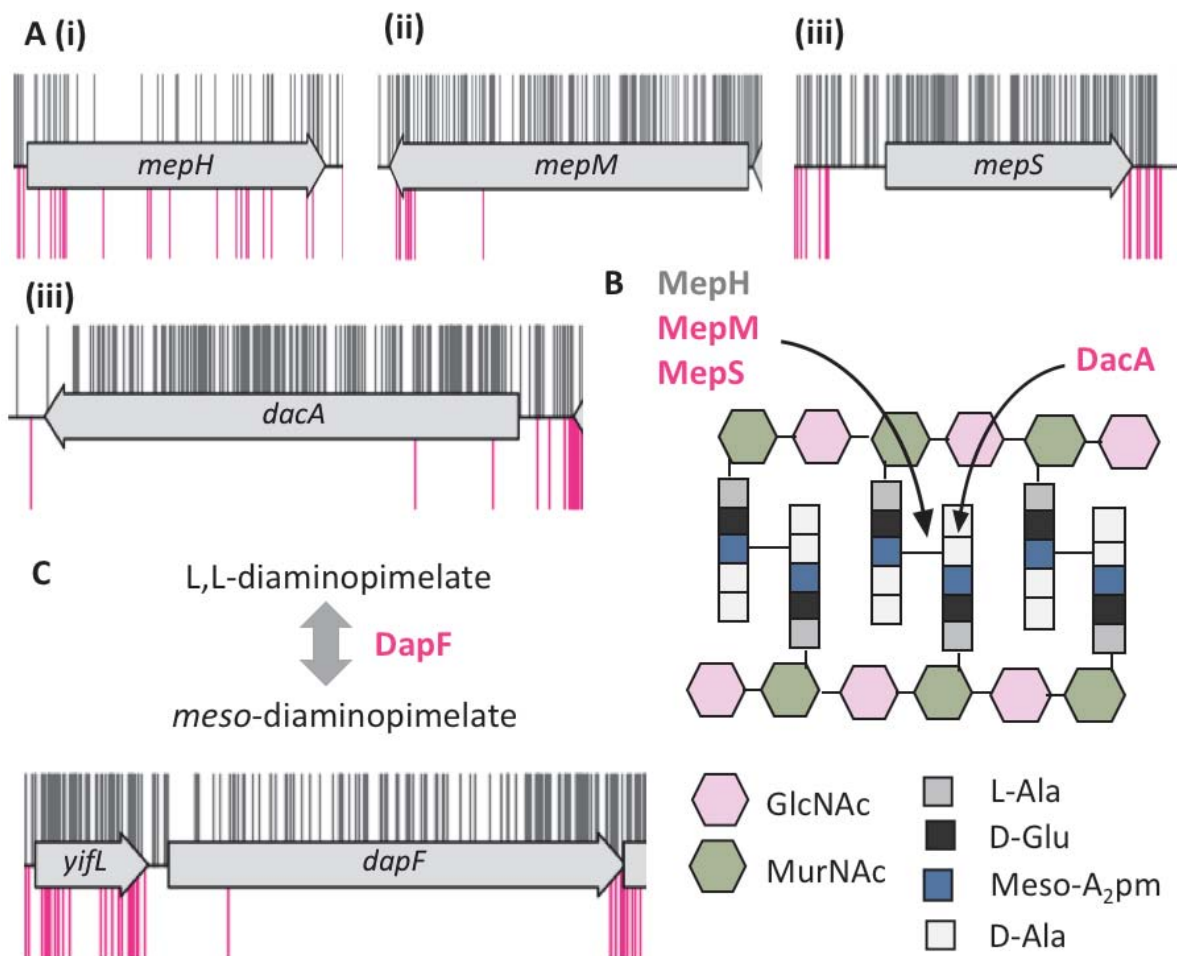 A (i)
(ii)
(iii)
mepH
mepM
mepS
(iii)
dacA
B
MepH
MepM
MepS
DacA
C
L,L-diaminopimelate
DapF
meso-diaminopimelate
yifL
dapF
GlcNAc
MurNAc
L-Ala
D-Glu
Meso-A₂pm
D-Ala